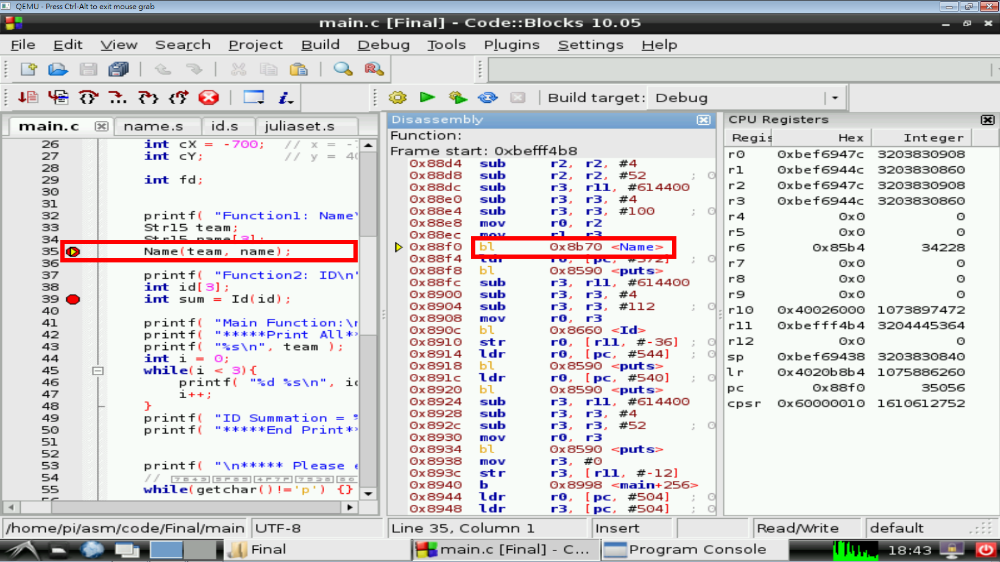 QEMU - Press Ctrl-Alt to exit mouse grab
main.c [Final] - Code::Blocks 10.05
File Edit View Search Project Build Debug Tools Plugins Settings Help
Build target: Debug
main.c name.s id.s juliaset.s
26 int cX = -700; // x = -
27 int cY; // y = 40
28
29 int fd;
30
31
32 printf( "Function1: Name\
33 Str15 team;
34 Str15 name[3];
35 Name(team, name);
36
37 printf( "Function2: ID\n"
38 int id[3];
39 int sum = Id(id);
40
41 printf( "Main Function:\n
42 printf( "*****Print All**
43 printf( "%s\n", team );
44 int i = 0;
45 while(i < 3){
46 printf( "%d %s\n", id
47 i++;
48 }
49 printf( "ID Summation = %
50 printf( "*****End Print**
51
52
53 printf( "\n***** Please e
54 //
55 while(getchar()!='p') {}
Disassembly
Function:
Frame start: 0xbefff4b8
0x88d4 sub r2, r2, #4
0x88d8 sub r2, r2, #52 ; 0
0x88dc sub r3, r11, #614400
0x88e0 sub r3, r3, #4
0x88e4 sub r3, r3, #100 ; 0
0x88e8 mov r0, r2
0x88ec mov r1, r3
0x88f0 bl 0x8b70 <Name>
0x88f4 ldr r0, [pc, #572] ; 0
0x88f8 bl 0x8590 <puts>
0x88fc sub r3, r11, #614400
0x8900 sub r3, r3, #4
0x8904 sub r3, r3, #112 ; 0
0x8908 mov r0, r3
0x890c bl 0x8660 <Id>
0x8910 str r0, [r11, #-36] ; 0
0x8914 ldr r0, [pc, #544] ; 0
0x8918 bl 0x8590 <puts>
0x891c ldr r0, [pc, #540] ; 0
0x8920 bl 0x8590 <puts>
0x8924 sub r3, r11, #614400
0x8928 sub r3, r3, #4
0x892c sub r3, r3, #52 ; 0
0x8930 mov r0, r3
0x8934 bl 0x8590 <puts>
0x8938 mov r3, #0
0x893c str r3, [r11, #-12]
0x8940 b 0x8998 <main+256>
0x8944 ldr r0, [pc, #504] ; 0
0x8948 ldr r3, [pc, #504] ; 0
CPU Registers
Regis Hex Integer
r0 0xbef6947c 3203830908
r1 0xbef6944c 3203830860
r2 0xbef6947c 3203830908
r3 0xbef6944c 3203830860
r4 0x0 0
r5 0x0 0
r6 0x85b4 34228
r7 0x0 0
r8 0x0 0
r9 0x0 0
r10 0x40026000 1073897472
r11 0xbefff4b4 3204445364
r12 0x0 0
sp 0xbef69438 3203830840
lr 0x4020b8b4 1075886260
pc 0x88f0 35056
cpsr 0x60000010 1610612752
/home/pi/asm/code/Final/main UTF-8 Line 35, Column 1 Insert Read/Write default
Final main.c [Final] - C... Program Console 18:43